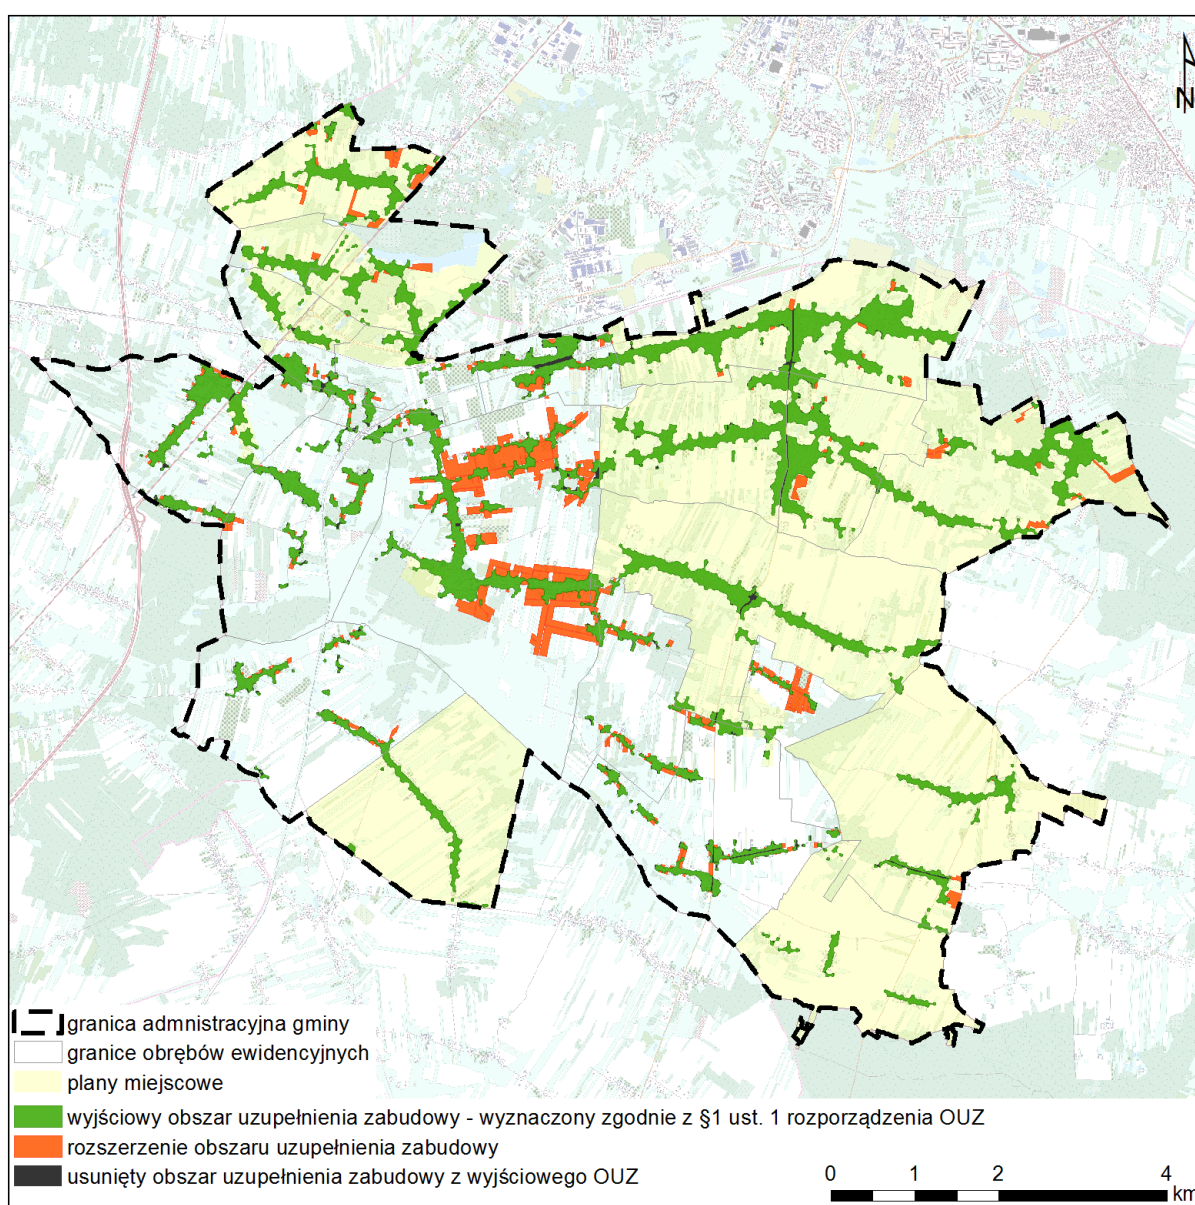 N
granica admnistracyjna gminy
granice obrębów ewidencyjnych
plany miejscowe
wyjściowy obszar uzupełnienia zabudowy - wyznaczony zgodnie z §1 ust. 1 rozporządzenia OUZ
rozszerzenie obszaru uzupełnienia zabudowy
usunięty obszar uzupełnienia zabudowy z wyjściowego OUZ
0 1 2 4
km